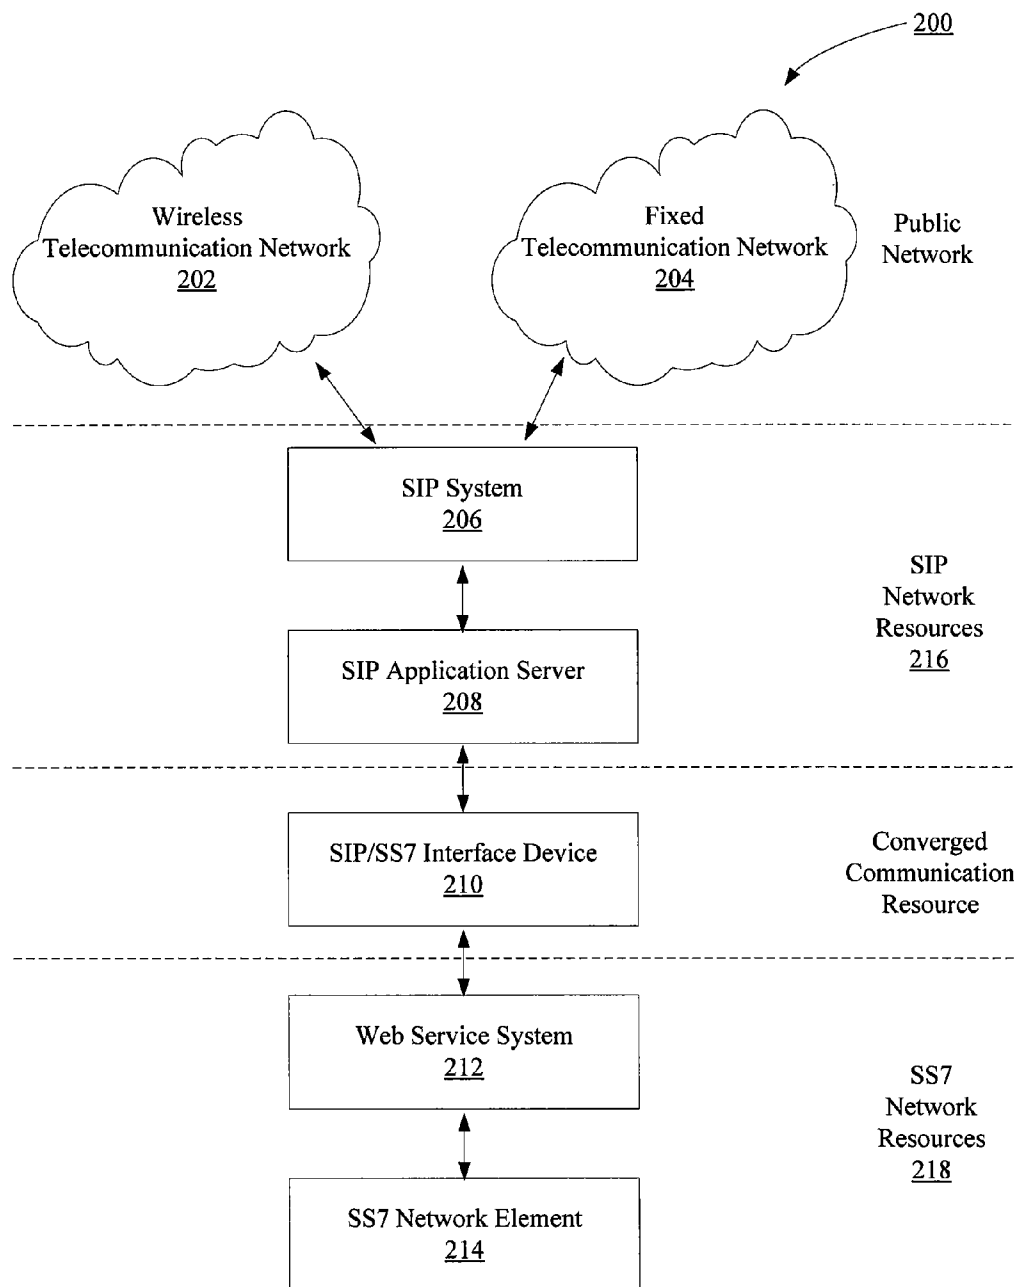 200
Wireless
Telecommunication Network
202
Fixed
Telecommunication Network
204
Public
Network
SIP System
206
SIP
Network
Resources
216
SIP Application Server
208
SIP/SS7 Interface Device
210
Converged
Communication
Resource
Web Service System
212
SS7
Network
Resources
218
SS7 Network Element
214